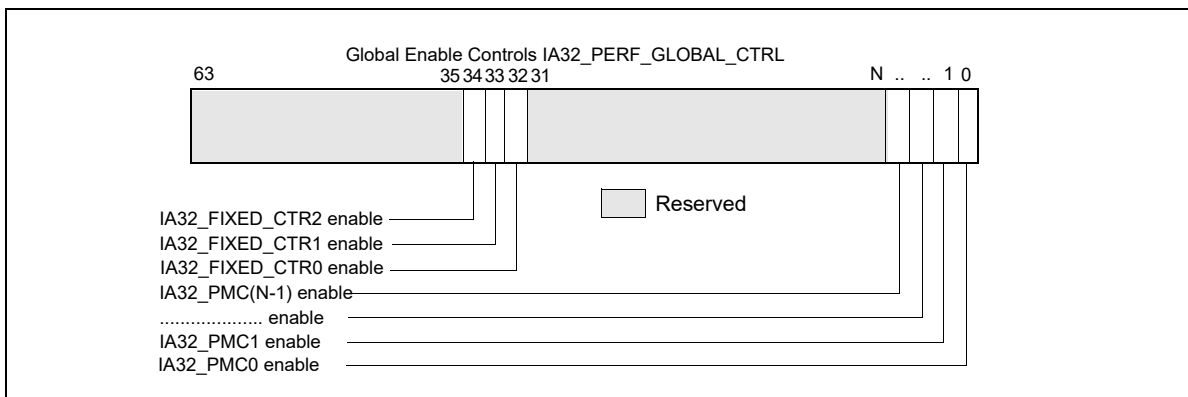 Global Enable Controls IA32_PERF_GLOBAL_CTRL
63 35 34 33 32 31 N .. .. 1 0
Reserved
IA32_FIXED_CTR2 enable
IA32_FIXED_CTR1 enable
IA32_FIXED_CTR0 enable
IA32_PMC(N-1) enable
.................... enable
IA32_PMC1 enable
IA32_PMC0 enable